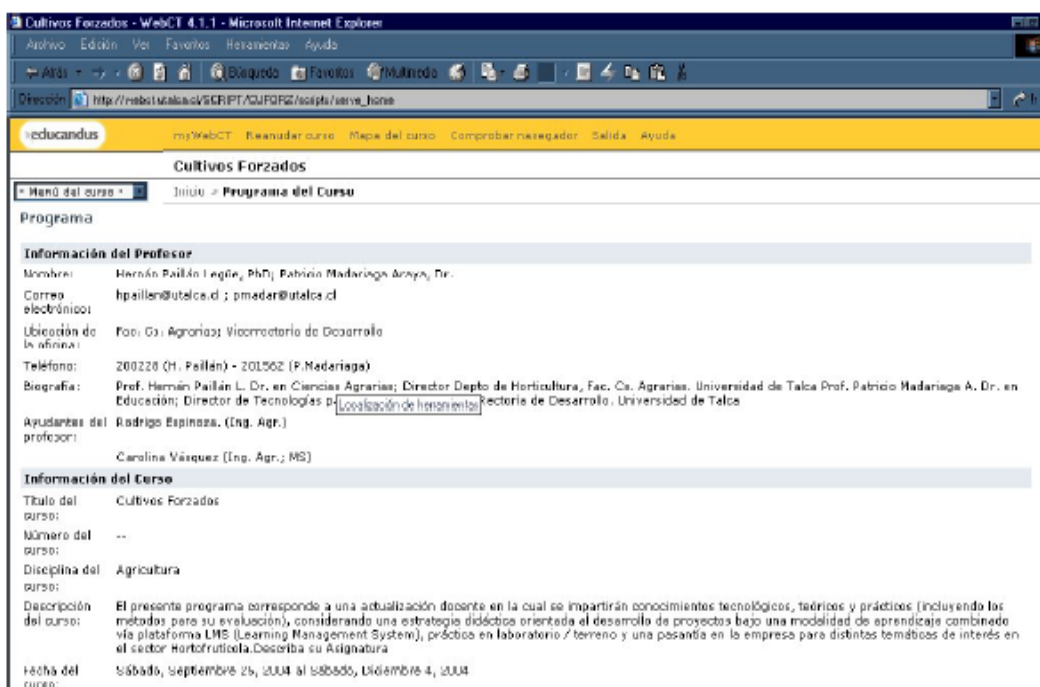 Cultivos Forzados - WebCT 4.1.1 - Microsoft Internet Explorer
Archivo Edición Ver Favoritos Herramientas Ayuda
Atrás Búsqueda Favoritos Multimedia
Dirección http://webct.utalca.cl/SCRIPT/CUFORZ/scripts/serve_home
educandus
myWebCT Reanudar curso Mapa del curso Comprobar navegador Salida Ayuda
Cultivos Forzados
* Menú del curso *
Inicio > Programa del Curso
Programa
Información del Profesor
Nombre: Hernán Paillán Legüe, PhD; Patricio Madariaga Araya, Dr.
Correo electrónico: hpaillan@utalca.cl ; pmadar@utalca.cl
Ubicación de la oficina: Fac. Cs. Agrarias; Vicerrectoría de Desarrollo
Teléfono: 200228 (H. Paillán) - 201562 (P.Madariaga)
Biografía: Prof. Hernán Paillán L. Dr. en Ciencias Agrarias; Director Depto de Horticultura, Fac. Cs. Agrarias. Universidad de Talca Prof. Patricio Madariaga A. Dr. en
Educación; Director de Tecnologías p
Localización de herramientas
Rectoría de Desarrollo. Universidad de Talca
Ayudantes del profesor: Rodrigo Espinoza. (Ing. Agr.)
Carolina Vásquez (Ing. Agr.; MS)
Información del Curso
Título del curso: Cultivos Forzados
Número del curso: --
Disciplina del curso: Agricultura
Descripción del curso: El presente programa corresponde a una actualización docente en la cual se impartirán conocimientos tecnológicos, teóricos y prácticos (incluyendo los
métodos para su evaluación), considerando una estrategia didáctica orientada al desarrollo de proyectos bajo una modalidad de aprendizaje combinado
vía plataforma LMS (Learning Management System), práctica en laboratorio / terreno y una pasantía en la empresa para distintas temáticas de interés en
el sector Hortofrutícola.Describa su Asignatura
Fecha del curso: Sábado, Septiembre 25, 2004 al Sábado, Diciembre 4, 2004